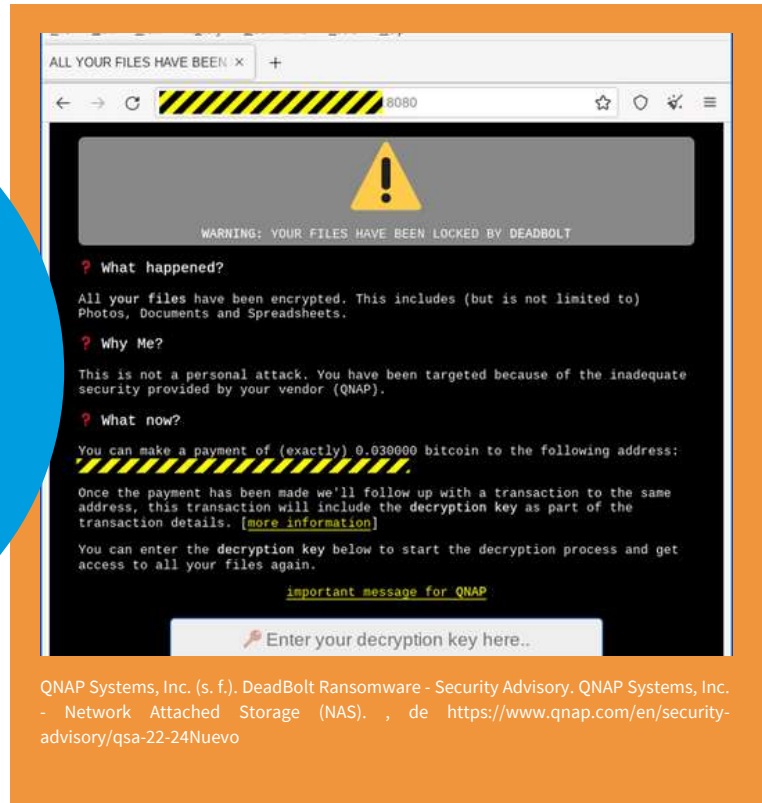 ALL YOUR FILES HAVE BEEN
8080
WARNING: YOUR FILES HAVE BEEN LOCKED BY DEADBOLT
? What happened?
All your files have been encrypted. This includes (but is not limited to)
Photos, Documents and Spreadsheets.
? Why Me?
This is not a personal attack. You have been targeted because of the inadequate
security provided by your vendor (QNAP).
? What now?
You can make a payment of (exactly) 0.030000 bitcoin to the following address:
Once the payment has been made we'll follow up with a transaction to the same
address, this transaction will include the decryption key as part of the
transaction details. [more information]
You can enter the decryption key below to start the decryption process and get
access to all your files again.
important message for QNAP
Enter your decryption key here..
QNAP Systems, Inc. (s. f.). DeadBolt Ransomware - Security Advisory. QNAP Systems, Inc.
- Network Attached Storage (NAS). , de https://www.qnap.com/en/security-
advisory/qsa-22-24Nuevo